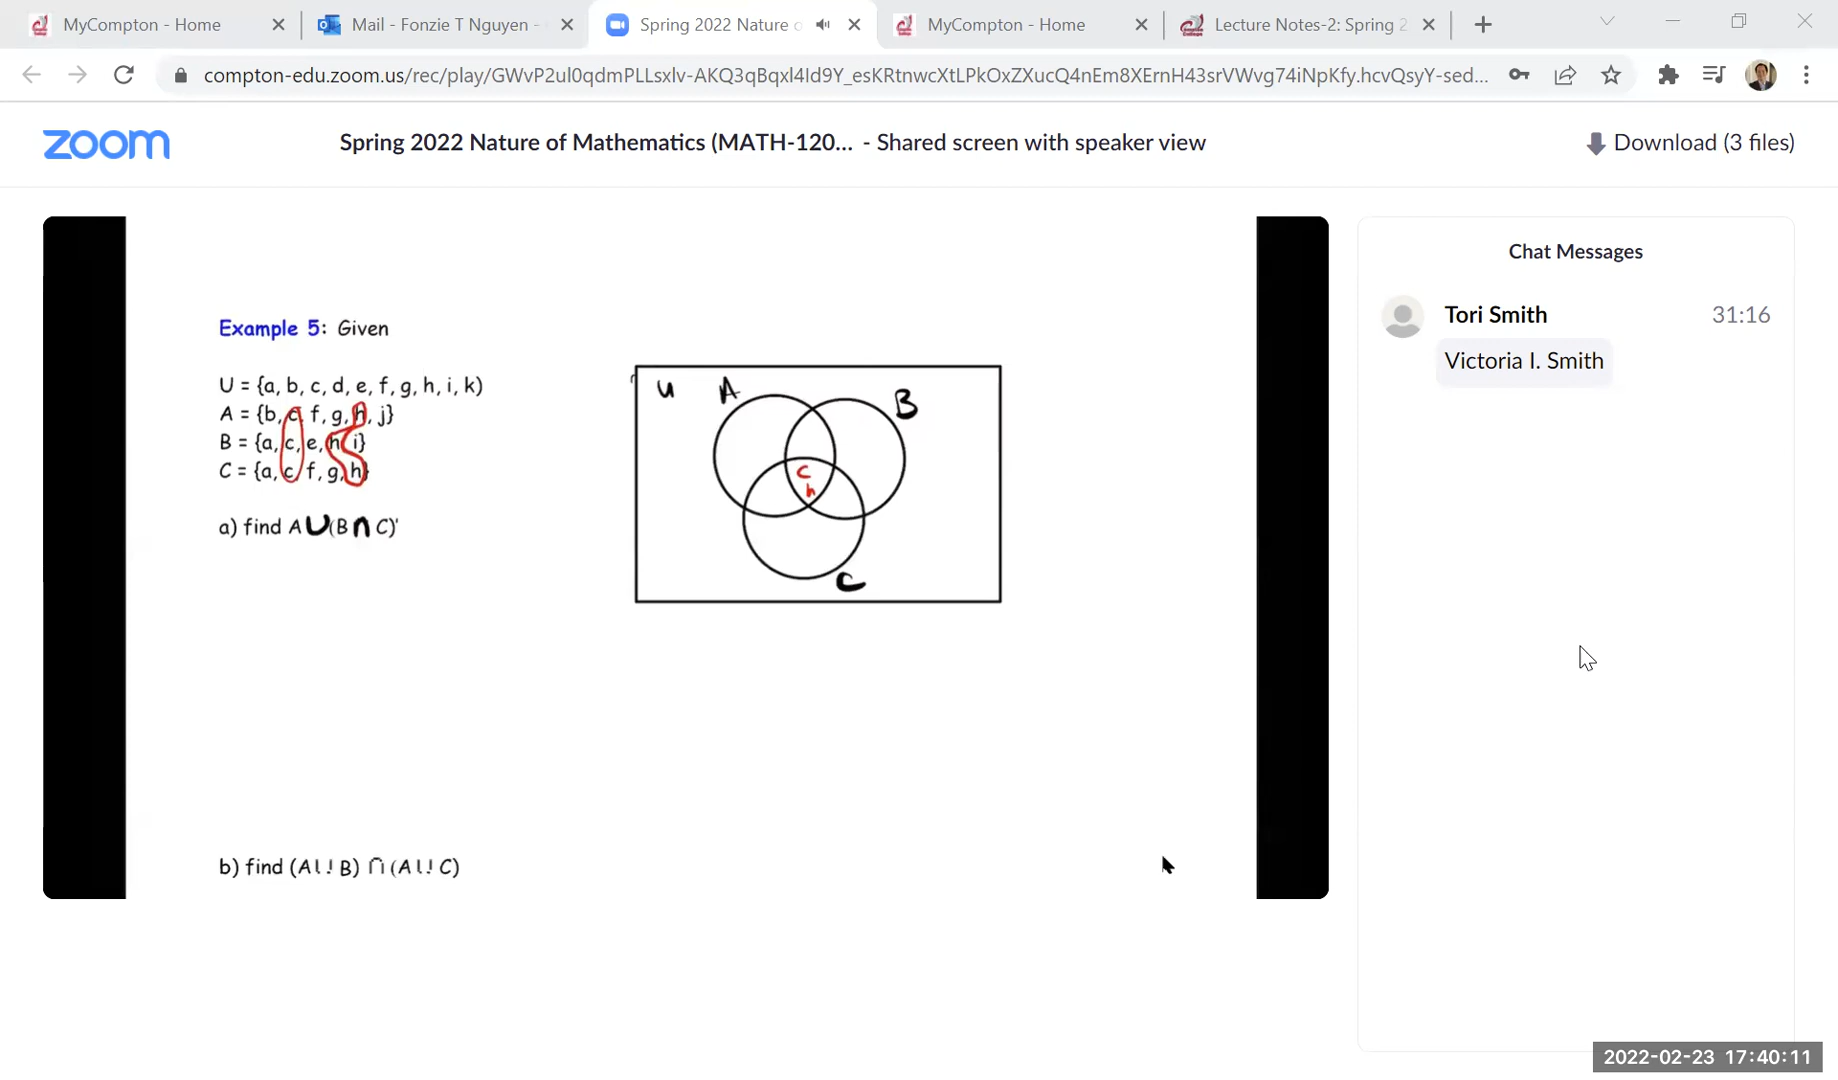 MyCompton - Home
Mail - Fonzie T Nguyen -
Spring 2022 Nature o
MyCompton - Home
Lecture Notes-2: Spring 2
compton-edu.zoom.us/rec/play/GWvP2ul0qdmPLLsxlv-AKQ3qBqxl4Id9Y_esKRtnwcXtLPkOxZXucQ4nEm8XErnH43srVWvg74iNpKfy.hcvQsyY-sed...
zoom
Spring 2022 Nature of Mathematics (MATH-120... - Shared screen with speaker view
Download (3 files)
Example 5: Given
U = {a, b, c, d, e, f, g, h, i, k)
A = {b, c, f, g, h, j}
B = {a, c, e, h, i}
C = {a, c, f, g, h}
a) find A ∪ (B ∩ C)'
U A
B
c
h
C
b) find (A ∪ B) ∩ (A ∪ C)
Chat Messages
Tori Smith 31:16
Victoria I. Smith
2022-02-23 17:40:11